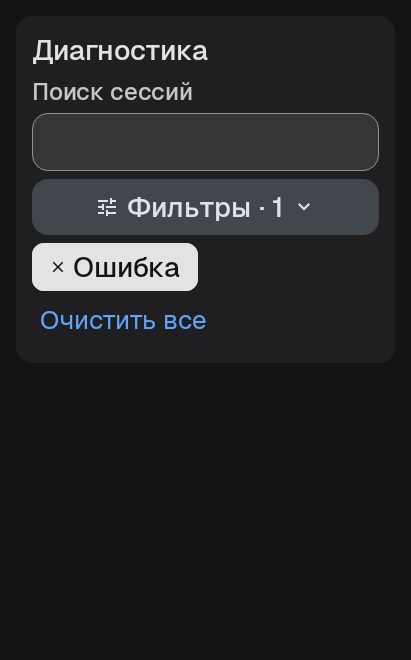 Диагностика
Поиск сессий
Фильтры · 1
× Ошибка
Очистить все